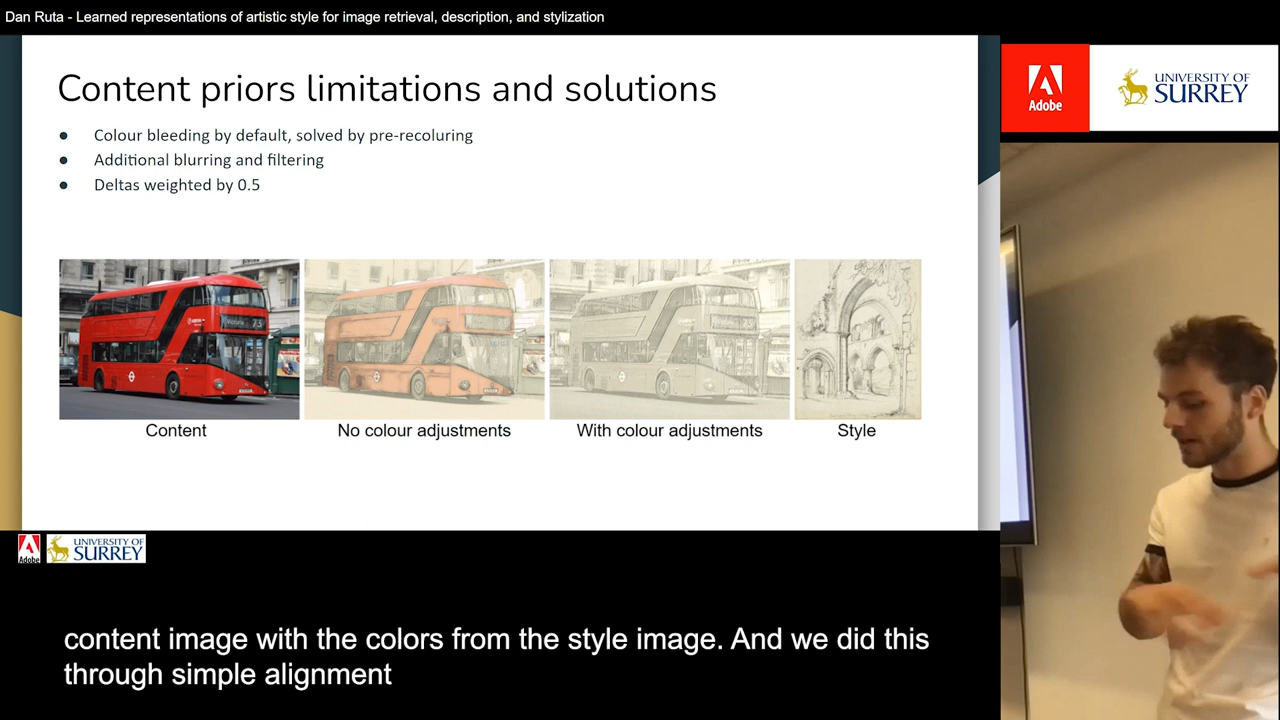 Dan Ruta - Learned representations of artistic style for image retrieval, description, and stylization
Content priors limitations and solutions
● Colour bleeding by default, solved by pre-recoluring
● Additional blurring and filtering
● Deltas weighted by 0.5
Content
No colour adjustments
With colour adjustments
Style
Adobe
UNIVERSITY OF
SURREY
Adobe
UNIVERSITY OF
SURREY
content image with the colors from the style image. And we did this
through simple alignment